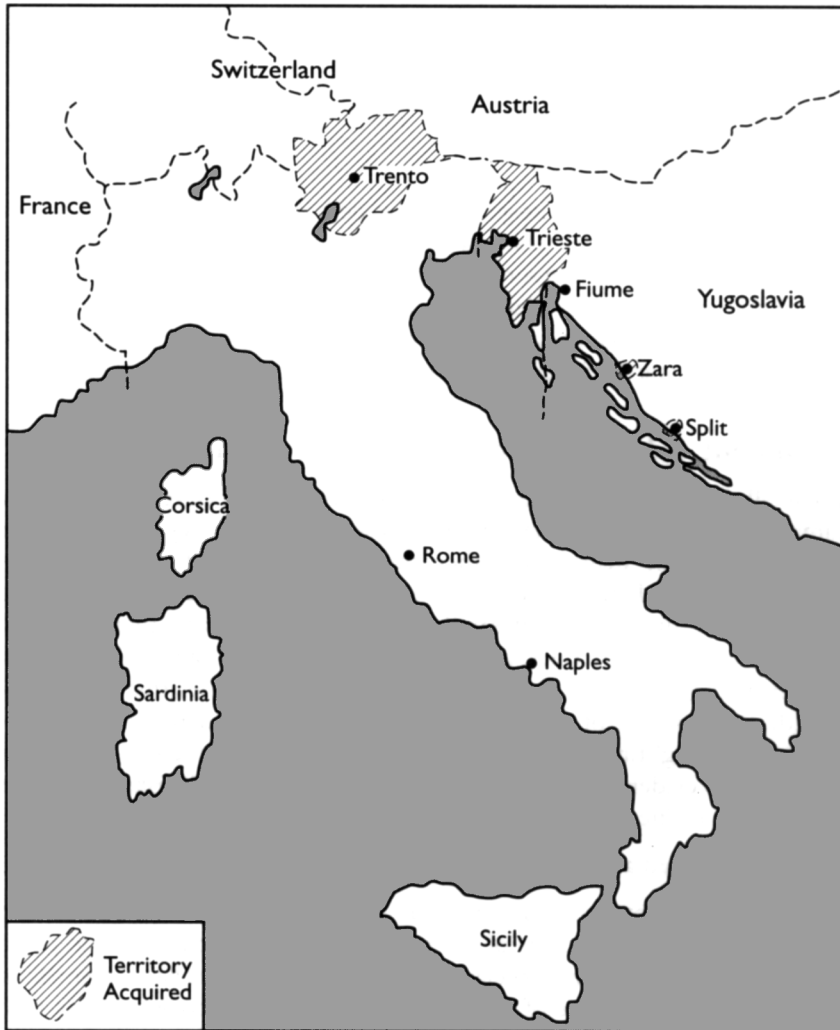 Switzerland
Austria
Trento
France
Trieste
Fiume
Yugoslavia
Zara
Split
Corsica
Rome
Naples
Sardinia
Sicily
Territory
Acquired